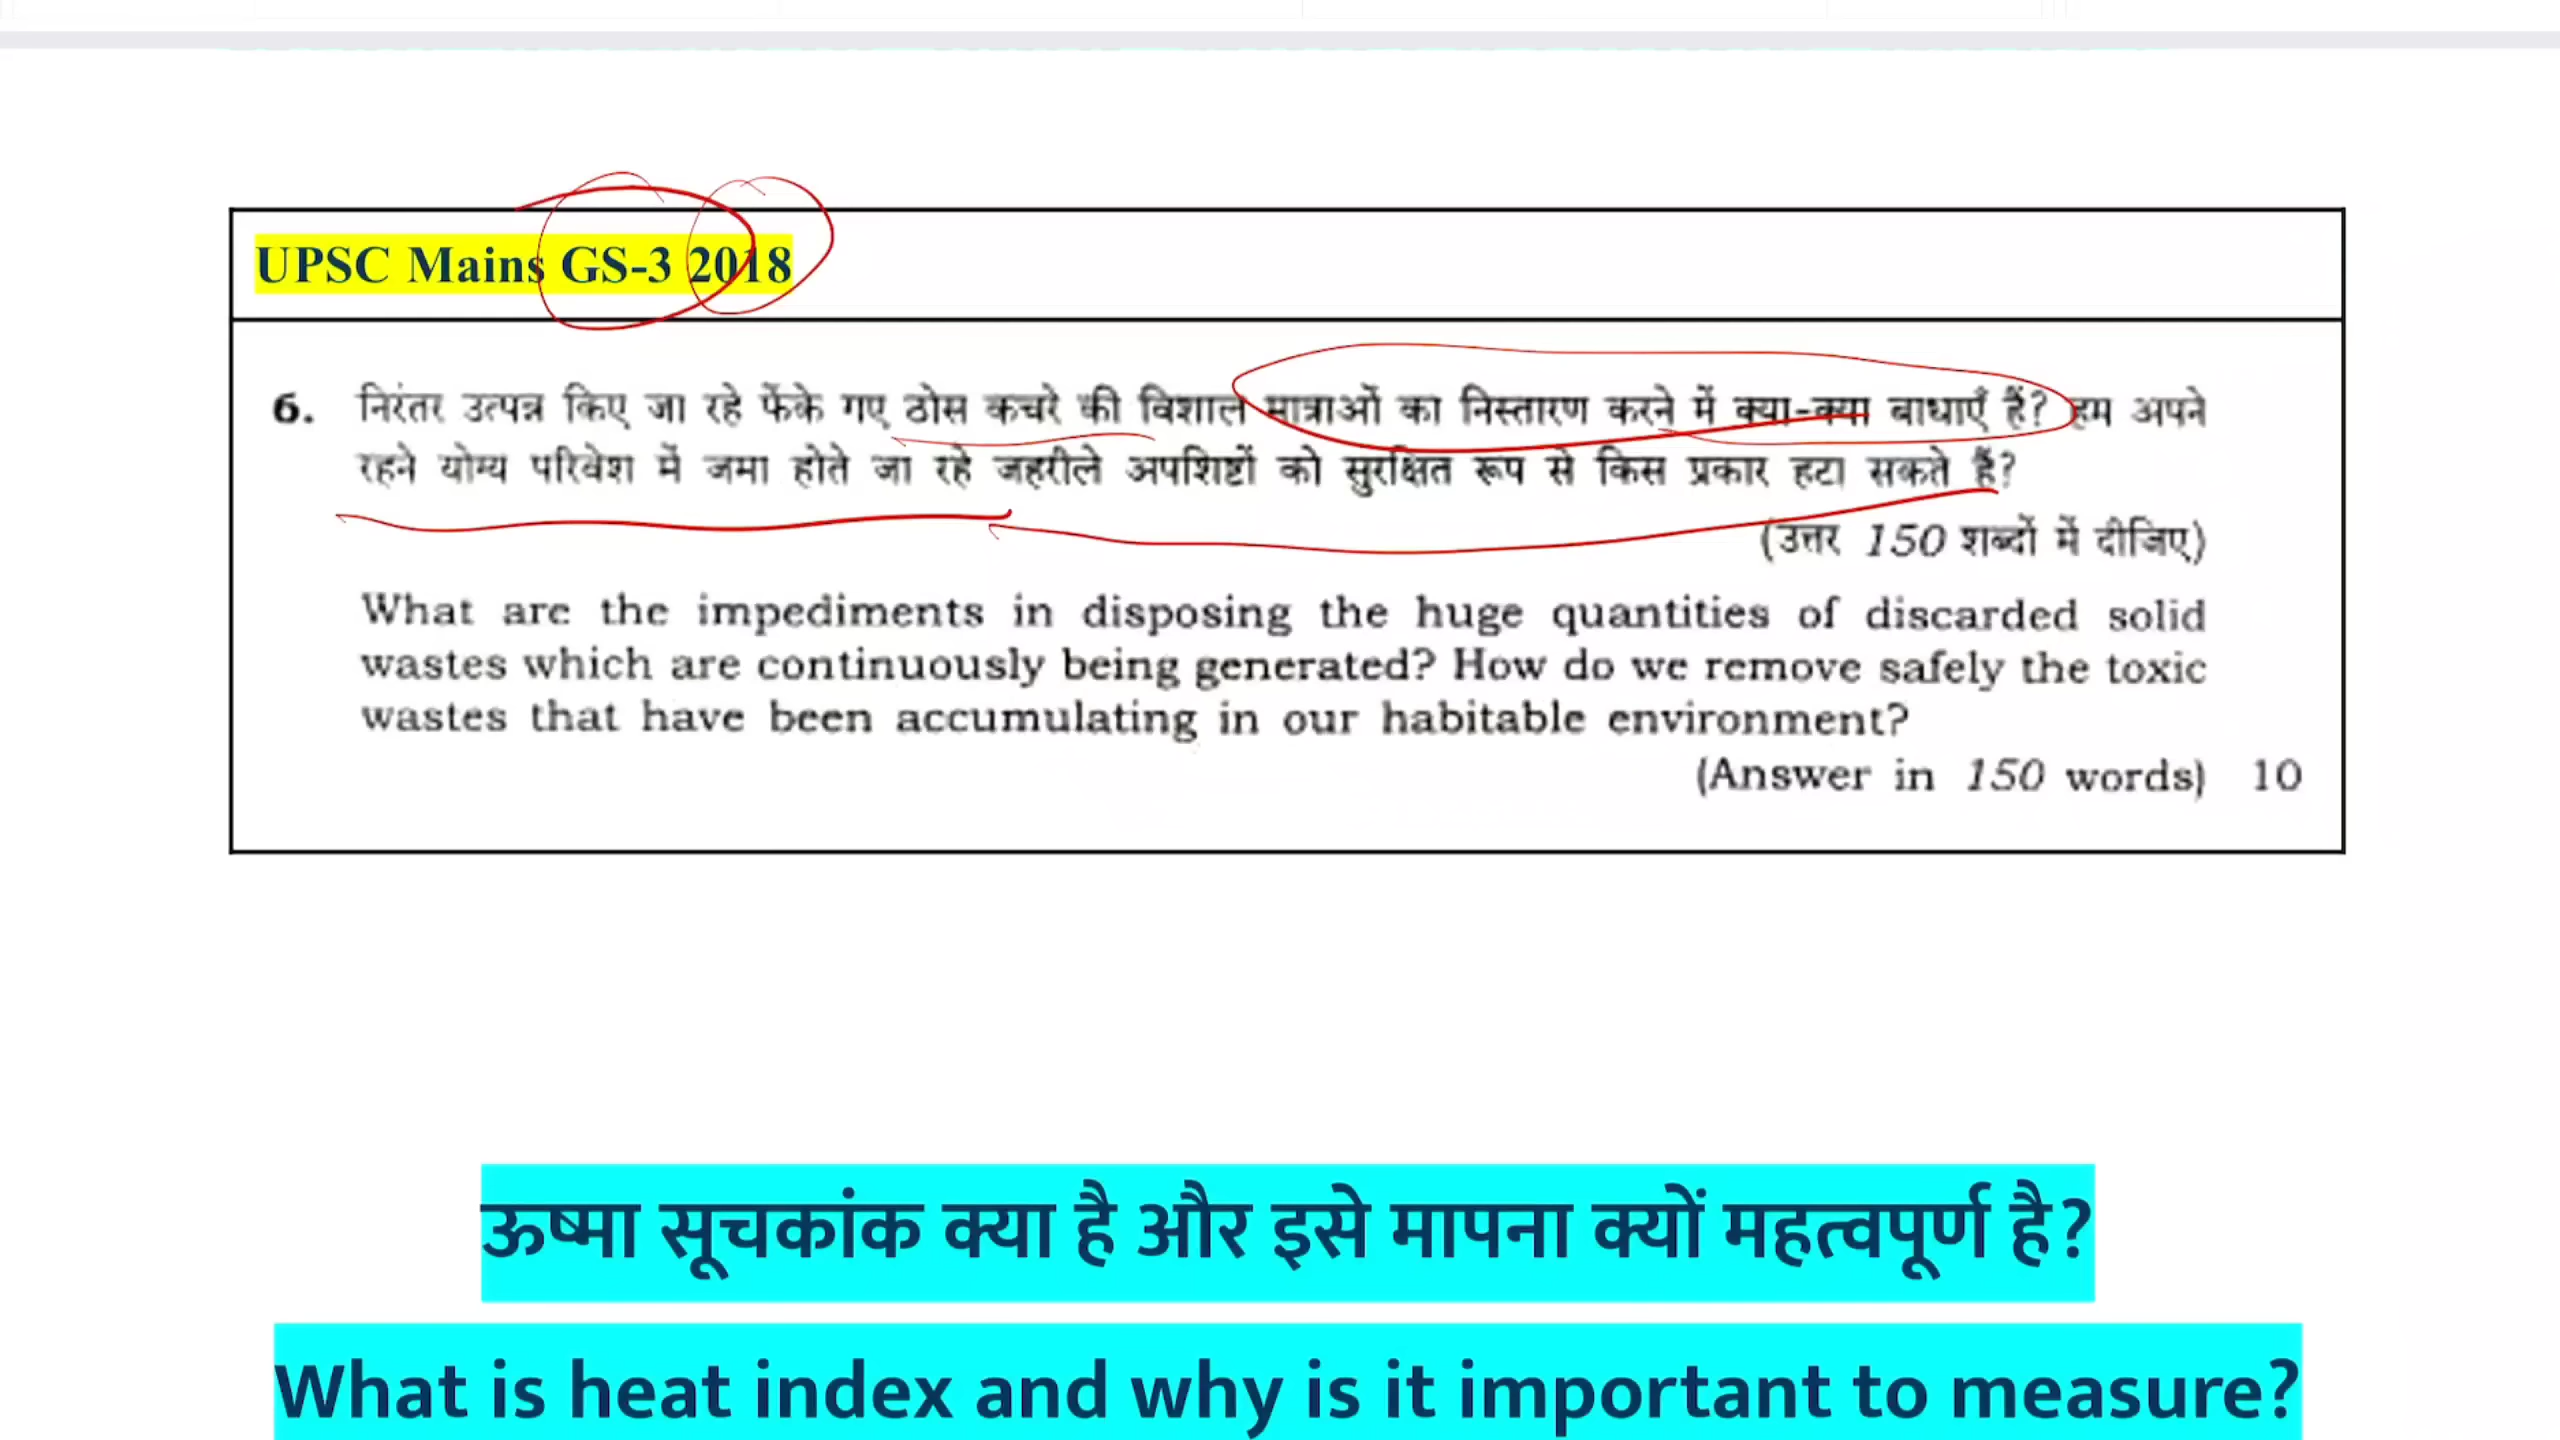 UPSC Mains GS-3 2018
6. निरंतर उत्पन्न किए जा रहे फेंके गए ठोस कचरे की विशाल मात्राओं का निस्तारण करने में क्या-क्या बाधाएँ हैं? हम अपने
रहने योग्य परिवेश में जमा होते जा रहे जहरीले अपशिष्टों को सुरक्षित रूप से किस प्रकार हटा सकते हैं?
(उत्तर 150 शब्दों में दीजिए)
What are the impediments in disposing the huge quantities of discarded solid
wastes which are continuously being generated? How do we remove safely the toxic
wastes that have been accumulating in our habitable environment?
(Answer in 150 words) 10
ऊष्मा सूचकांक क्या है और इसे मापना क्यों महत्वपूर्ण है?
What is heat index and why is it important to measure?